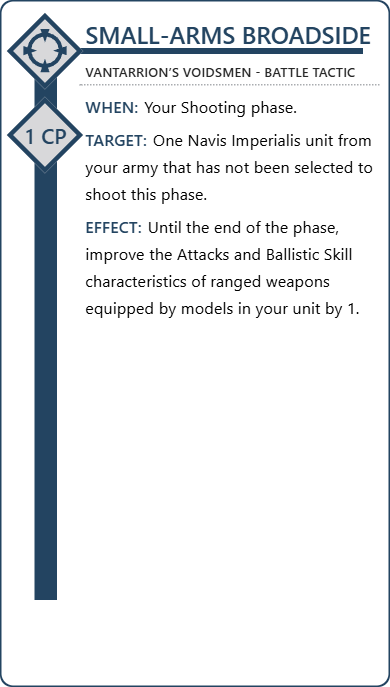 SMALL-ARMS BROADSIDE
VANTARRION'S VOIDSMEN - BATTLE TACTIC
1 CP
WHEN: Your Shooting phase.
TARGET: One Navis Imperialis unit from
your army that has not been selected to
shoot this phase.
EFFECT: Until the end of the phase,
improve the Attacks and Ballistic Skill
characteristics of ranged weapons
equipped by models in your unit by 1.